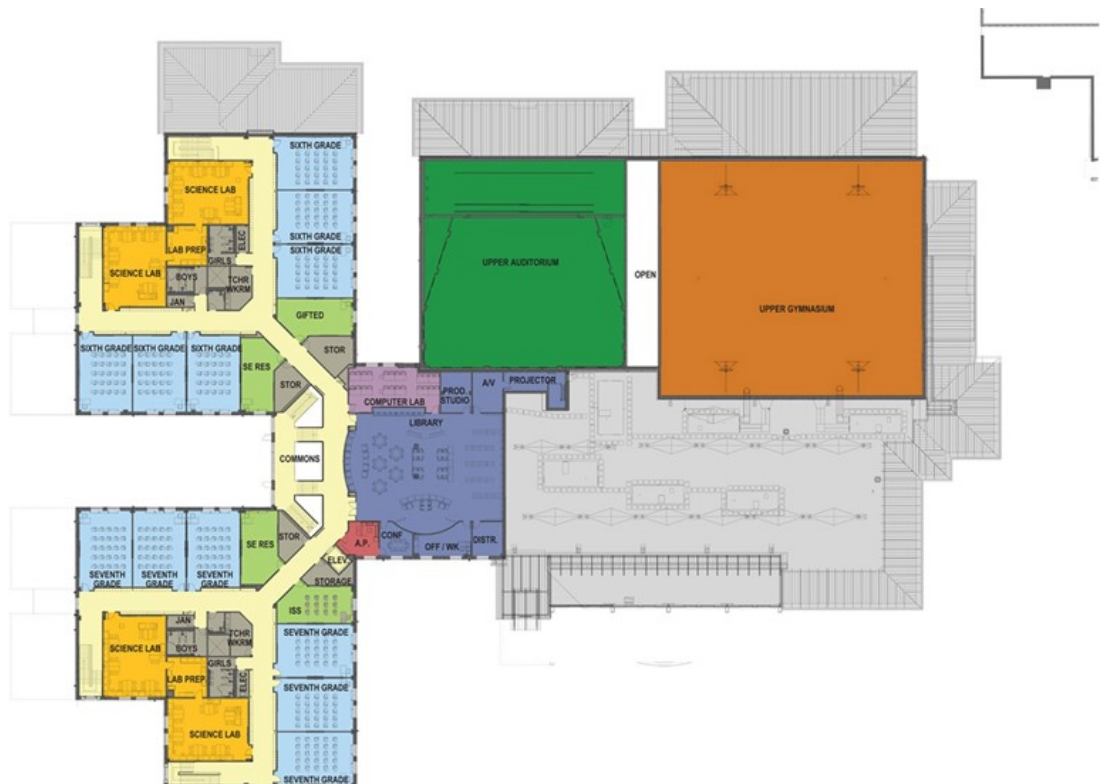 SIXTH GRADE
SCIENCE LAB
SIXTH GRADE
ELEC
LAB PREP
SIXTH GRADE
GIRLS
SCIENCE LAB
BOYS
TCHR
WKRM
JAN
GIFTED
SIXTH GRADE
SIXTH GRADE
SIXTH GRADE
SE RES
STOR
STOR
UPPER AUDITORIUM
OPEN
UPPER GYMNASIUM
COMPUTER LAB
PROD.
STUDIO
A/V
PROJECTOR
LIBRARY
COMMONS
SE RES
STOR
A.P.
CONF
OFF / WK
DISTR.
ELEV.
STORAGE
SEVENTH
GRADE
SEVENTH
GRADE
SEVENTH
GRADE
ISS
JAN
BOYS
TCHR
WKRM
SEVENTH GRADE
SCIENCE LAB
GIRLS
LAB PREP
ELEC
SEVENTH GRADE
SCIENCE LAB
SEVENTH GRADE